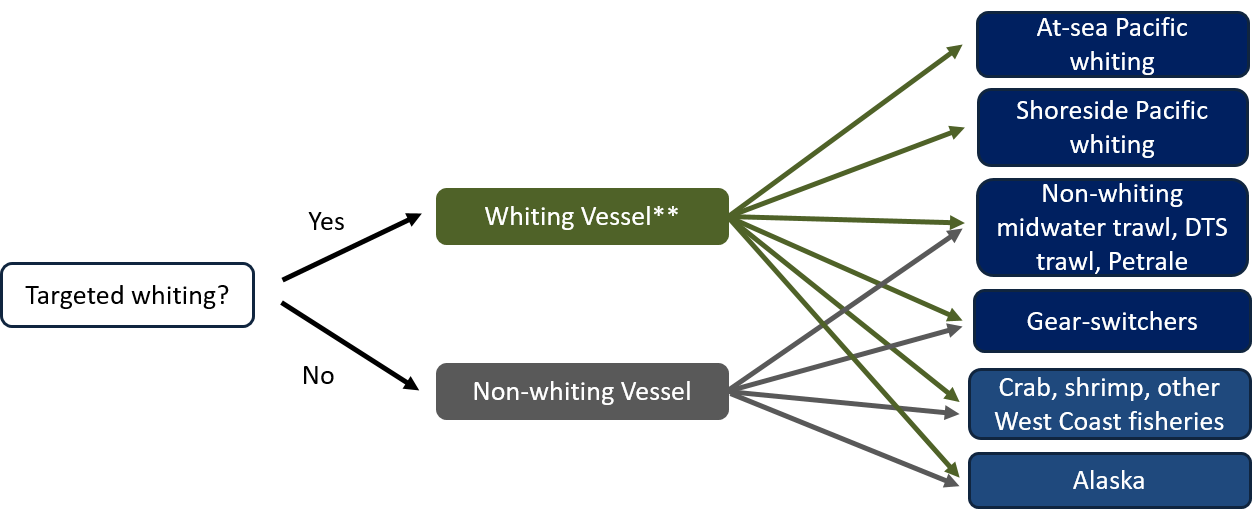 Targeted whiting?
Yes
No
Whiting Vessel**
Non-whiting Vessel
At-sea Pacific
whiting
Shoreside Pacific
whiting
Non-whiting
midwater trawl, DTS
trawl, Petrale
Gear-switchers
Crab, shrimp, other
West Coast fisheries
Alaska